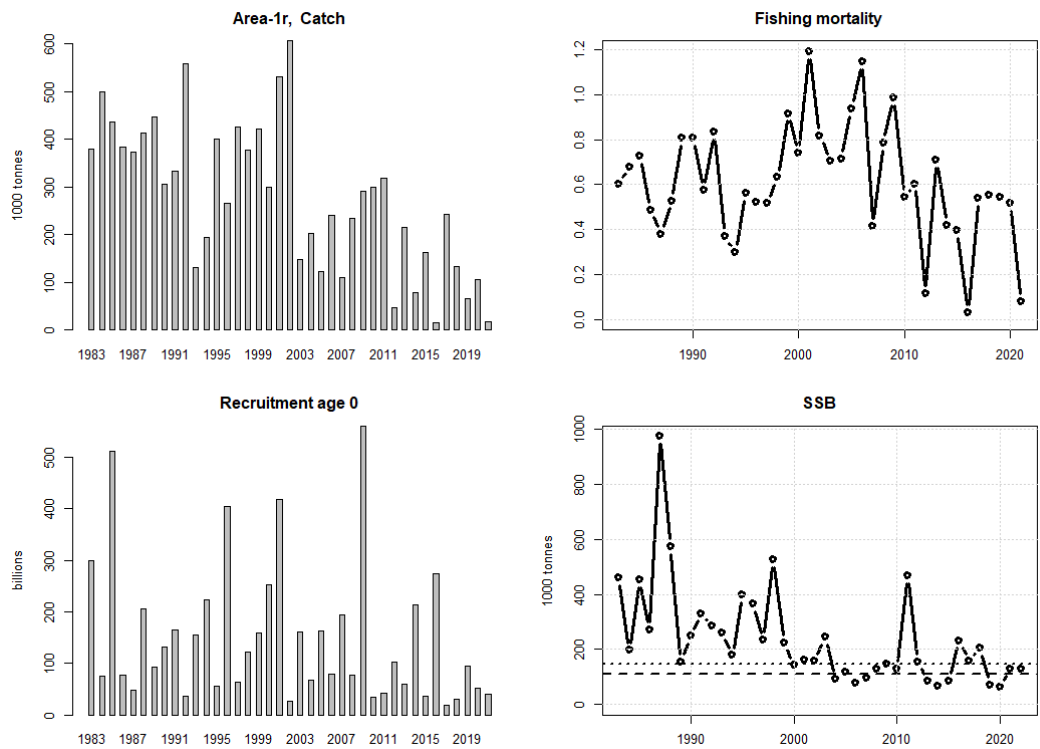 Area-1r, Catch
1000 tonnes
600
500
400
300
200
100
0
1983 1987 1991 1995 1999 2003 2007 2011 2015 2019
Fishing mortality
1.2
1.0
0.8
0.6
0.4
0.2
0.0
1990 2000 2010 2020
Recruitment age 0
billions
500
400
300
200
100
0
1983 1987 1991 1995 1999 2003 2007 2011 2015 2019
SSB
1000 tonnes
1000
800
600
400
200
0
1990 2000 2010 2020